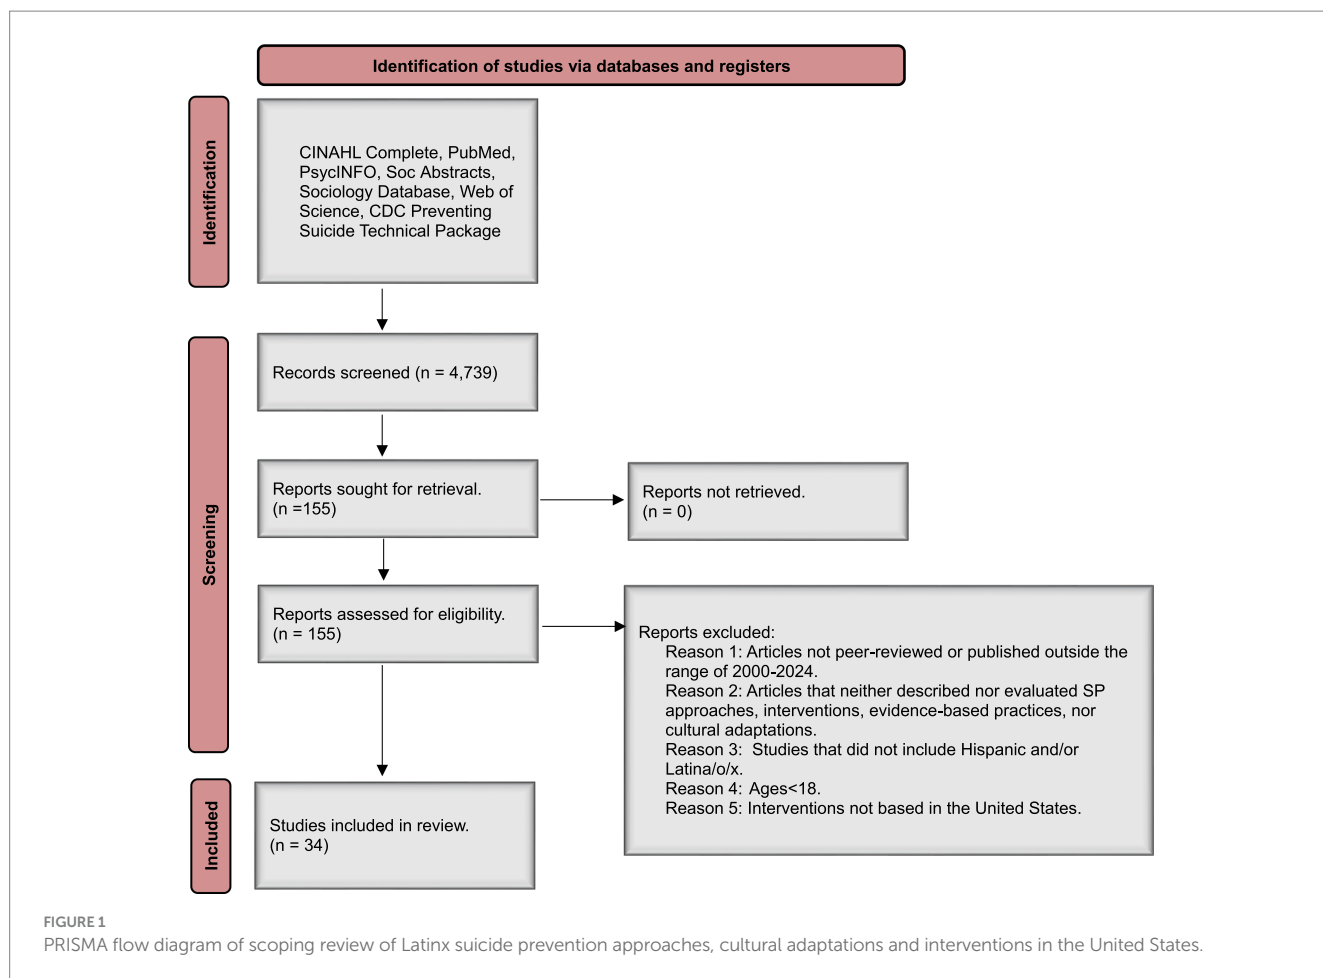 Identification of studies via databases and registers
Identification
CINAHL Complete, PubMed,
PsycINFO, Soc Abstracts,
Sociology Database, Web of
Science, CDC Preventing
Suicide Technical Package
Screening
Records screened (n = 4,739)
Reports sought for retrieval.
(n =155)
Reports not retrieved.
(n = 0)
Reports assessed for eligibility.
(n = 155)
Reports excluded:
Reason 1: Articles not peer-reviewed or published outside the
range of 2000-2024.
Reason 2: Articles that neither described nor evaluated SP
approaches, interventions, evidence-based practices, nor
cultural adaptations.
Reason 3:  Studies that did not include Hispanic and/or
Latina/o/x.
Reason 4: Ages<18.
Reason 5: Interventions not based in the United States.
Included
Studies included in review.
(n = 34)
FIGURE 1
PRISMA flow diagram of scoping review of Latinx suicide prevention approaches, cultural adaptations and interventions in the United States.